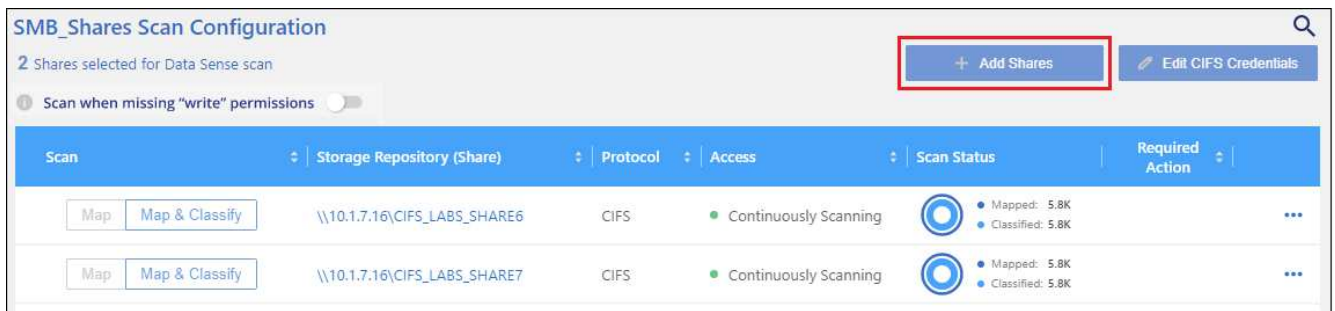 SMB_Shares Scan Configuration
2 Shares selected for Data Sense scan
+ Add Shares
Edit CIFS Credentials
Scan when missing "write" permissions
Scan Storage Repository (Share) Protocol Access Scan Status Required Action
Map Map & Classify \\10.1.7.16\CIFS_LABS_SHARE6 CIFS Continuously Scanning Mapped: 5.8K
Classified: 5.8K
Map Map & Classify \\10.1.7.16\CIFS_LABS_SHARE7 CIFS Continuously Scanning Mapped: 5.8K
Classified: 5.8K